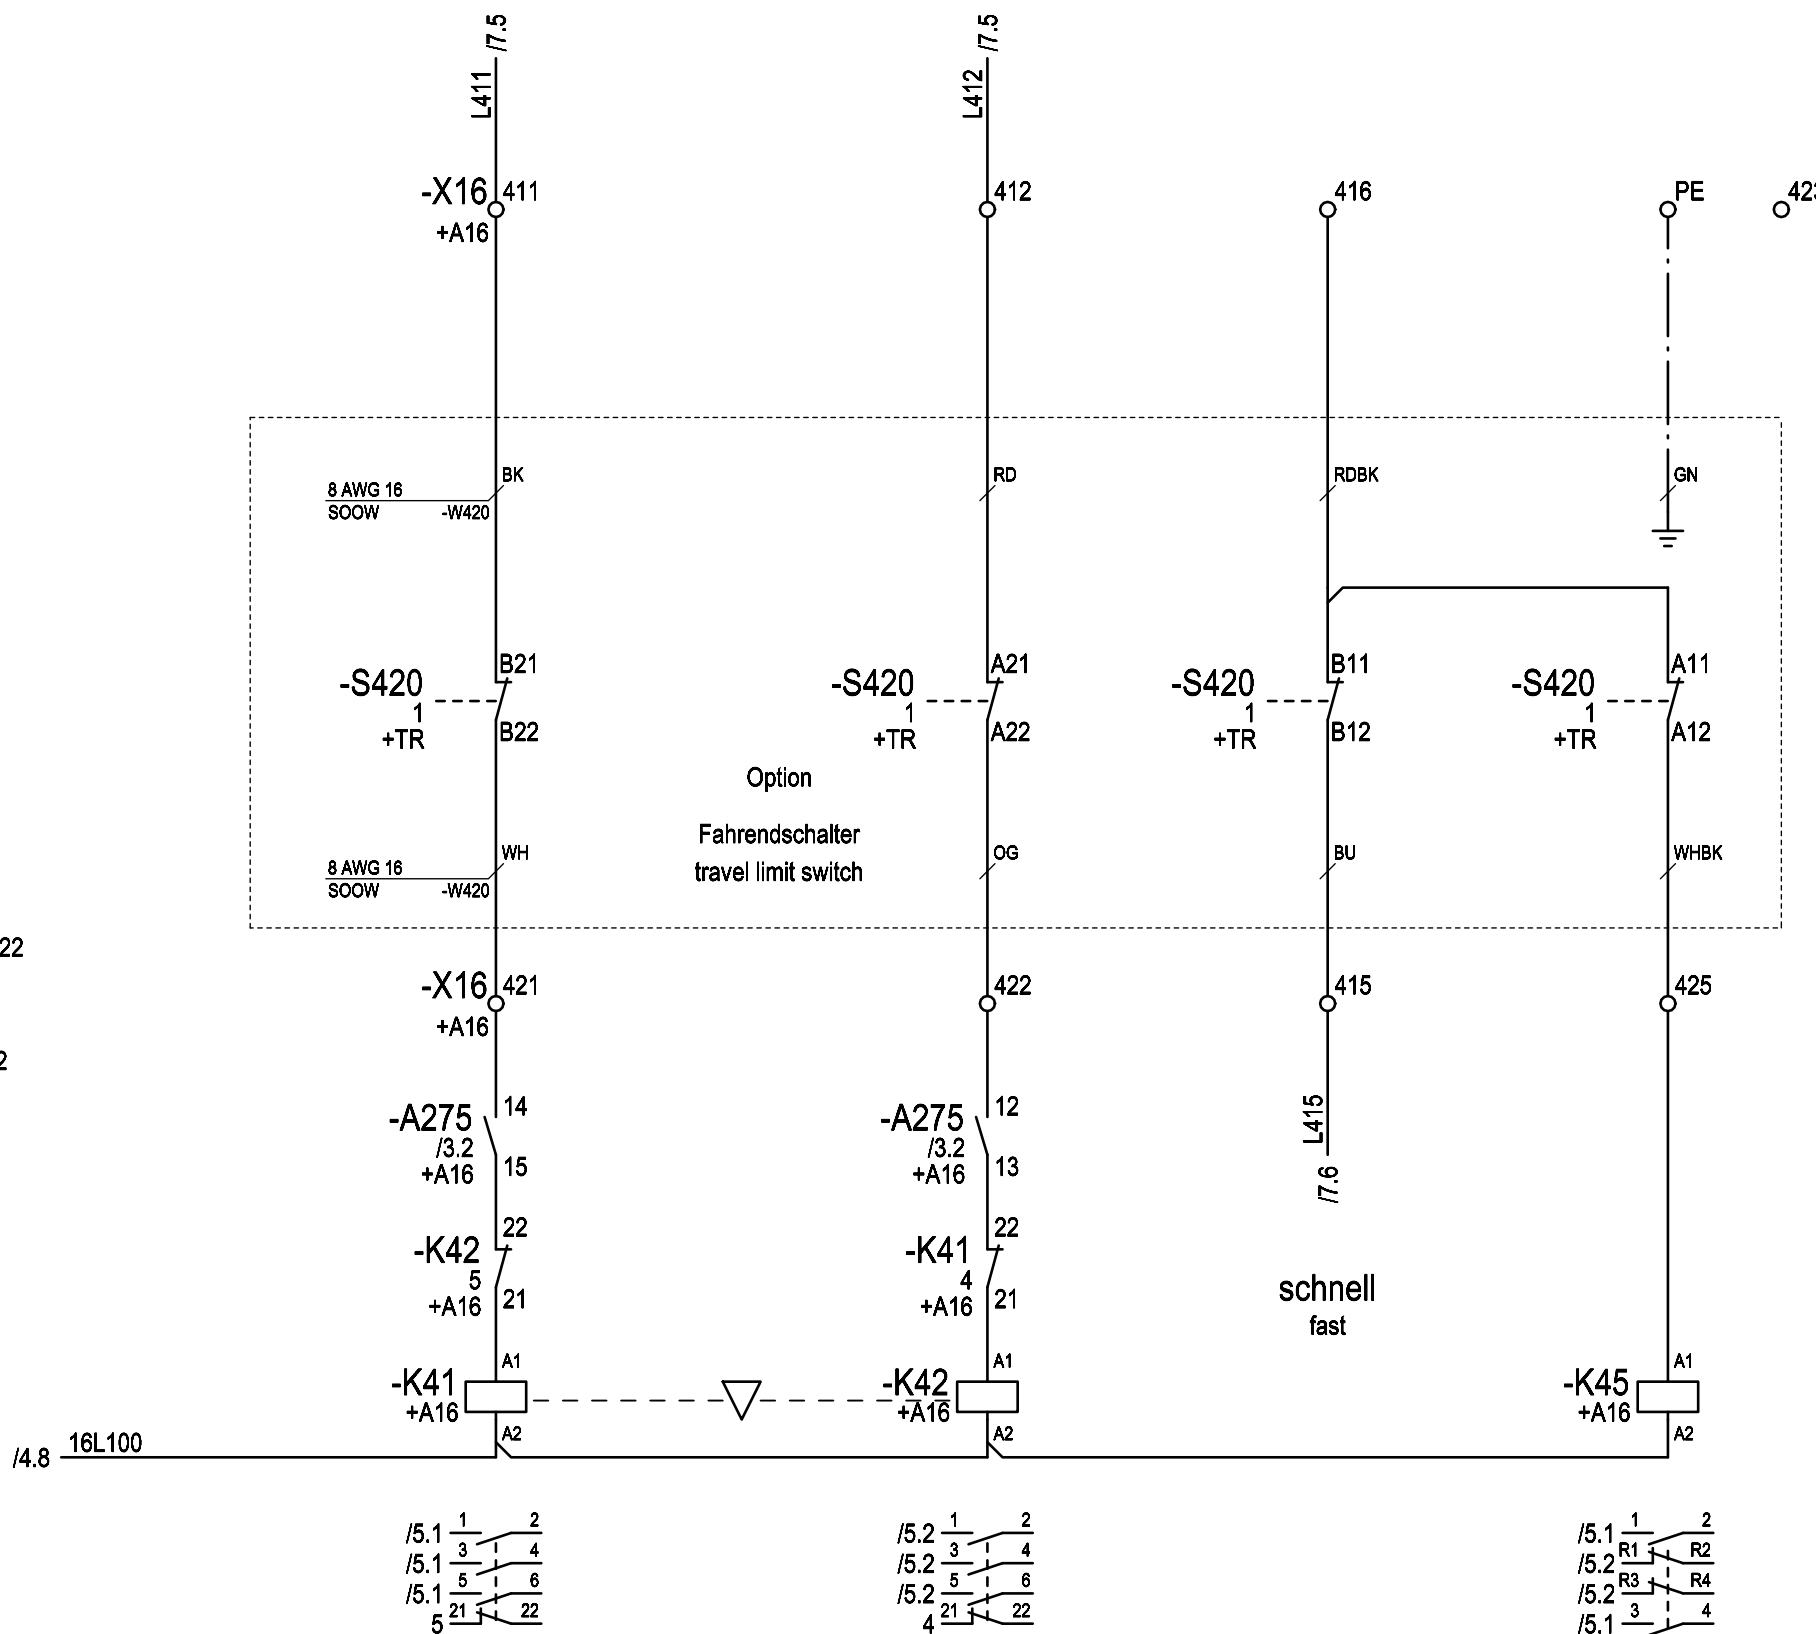 /7.5
/7.5
L411
L412
-X16 411
412
416
PE
423
+A16
BK
RD
RDBK
GN
8 AWG 16
SOOW -W420
B21
A21
B11
A11
-S420
-S420
-S420
-S420
1
1
1
1
+TR
+TR
+TR
+TR
B22
A22
B12
A12
Option
Fahrendschalter
travel limit switch
WH
OG
BU
WHBK
8 AWG 16
SOOW -W420
22
-X16 421
422
415
425
+A16
2
-A275 14
-A275 12
L415
/3.2
/3.2
+A16 15
+A16 13
/7.6
22
22
-K42
-K41
5
4
+A16 21
+A16 21
schnell
fast
A1
A1
A1
-K41
-K42
-K45
+A16
+A16
+A16
A2
A2
A2
/4.8 16L100
/5.1 1 2
/5.2 1 2
/5.1 1 2
/5.1 3 4
/5.2 3 4
/5.2 R1 R2
/5.1 5 6
/5.2 5 6
/5.2 R3 R4
5 21 22
4 21 22
/5.1 3 4